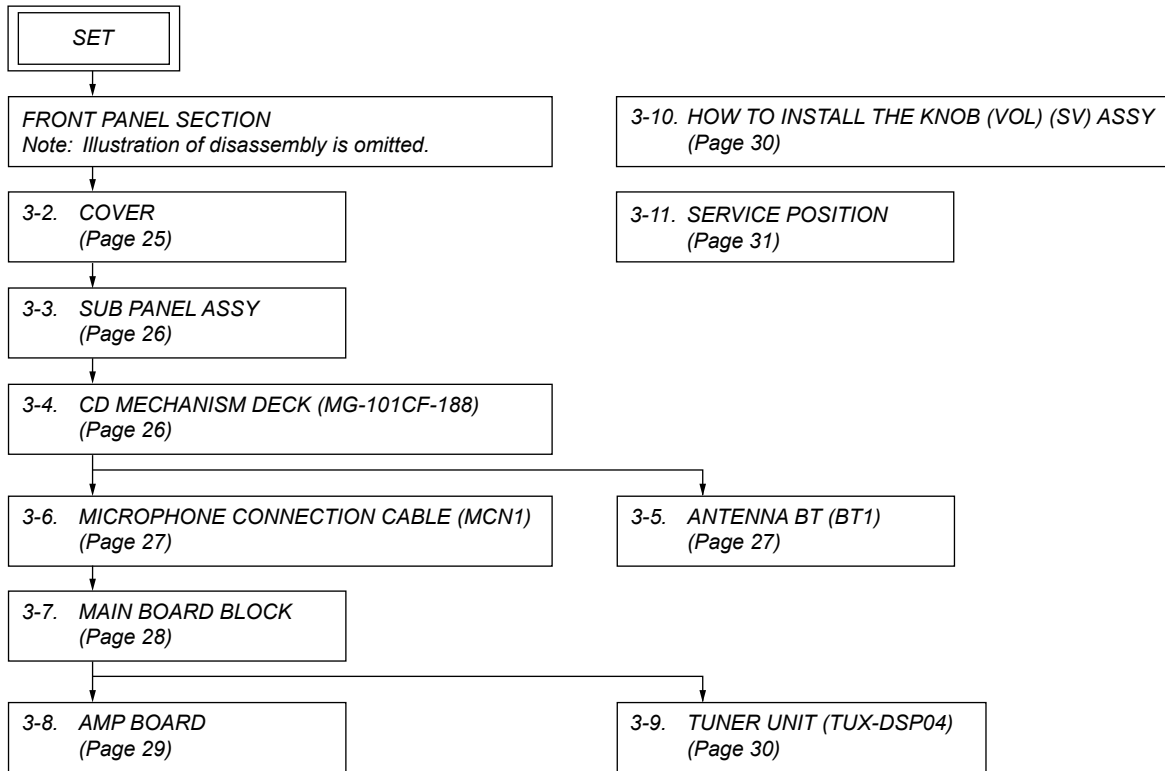 SET
FRONT PANEL SECTION
Note: Illustration of disassembly is omitted.
3-10. HOW TO INSTALL THE KNOB (VOL) (SV) ASSY
(Page 30)
3-2. COVER
(Page 25)
3-11. SERVICE POSITION
(Page 31)
3-3. SUB PANEL ASSY
(Page 26)
3-4. CD MECHANISM DECK (MG-101CF-188)
(Page 26)
3-6. MICROPHONE CONNECTION CABLE (MCN1)
(Page 27)
3-5. ANTENNA BT (BT1)
(Page 27)
3-7. MAIN BOARD BLOCK
(Page 28)
3-8. AMP BOARD
(Page 29)
3-9. TUNER UNIT (TUX-DSP04)
(Page 30)